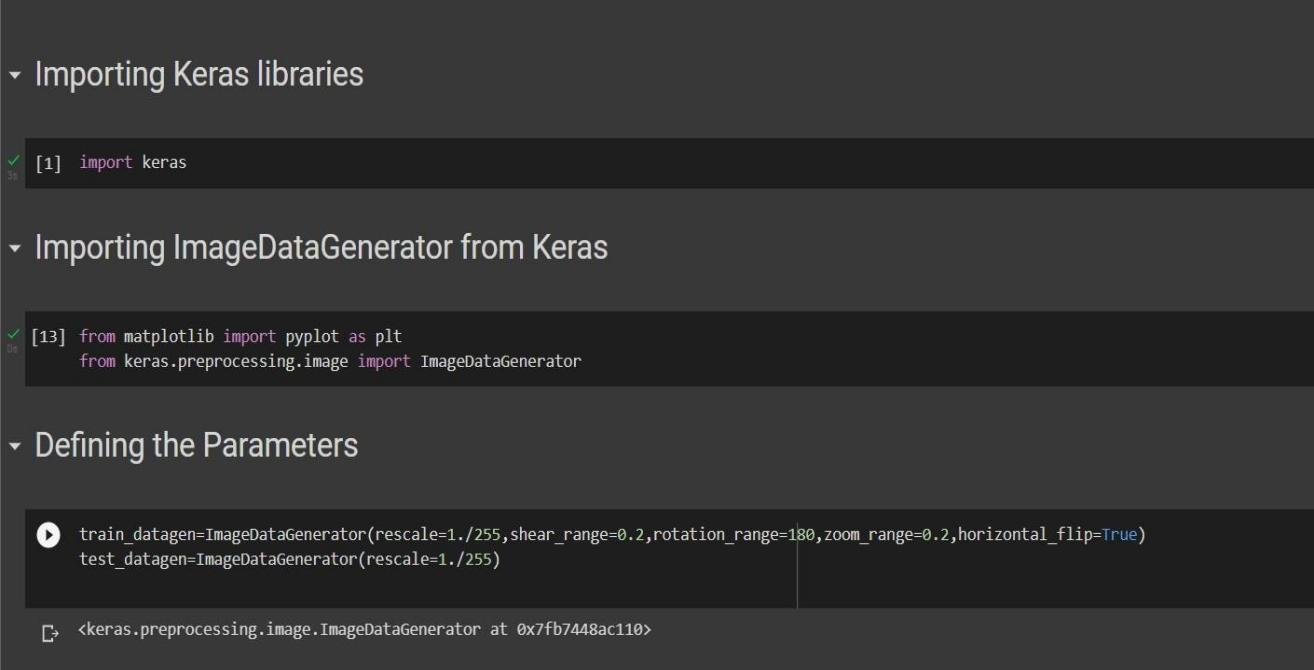 Importing Keras libraries
3s
[1] import keras
Importing ImageDataGenerator from Keras
0s
[13] from matplotlib import pyplot as plt
from keras.preprocessing.image import ImageDataGenerator
Defining the Parameters
train_datagen=ImageDataGenerator(rescale=1./255,shear_range=0.2,rotation_range=180,zoom_range=0.2,horizontal_flip=True)
test_datagen=ImageDataGenerator(rescale=1./255)
<keras.preprocessing.image.ImageDataGenerator at 0x7fb7448ac110>